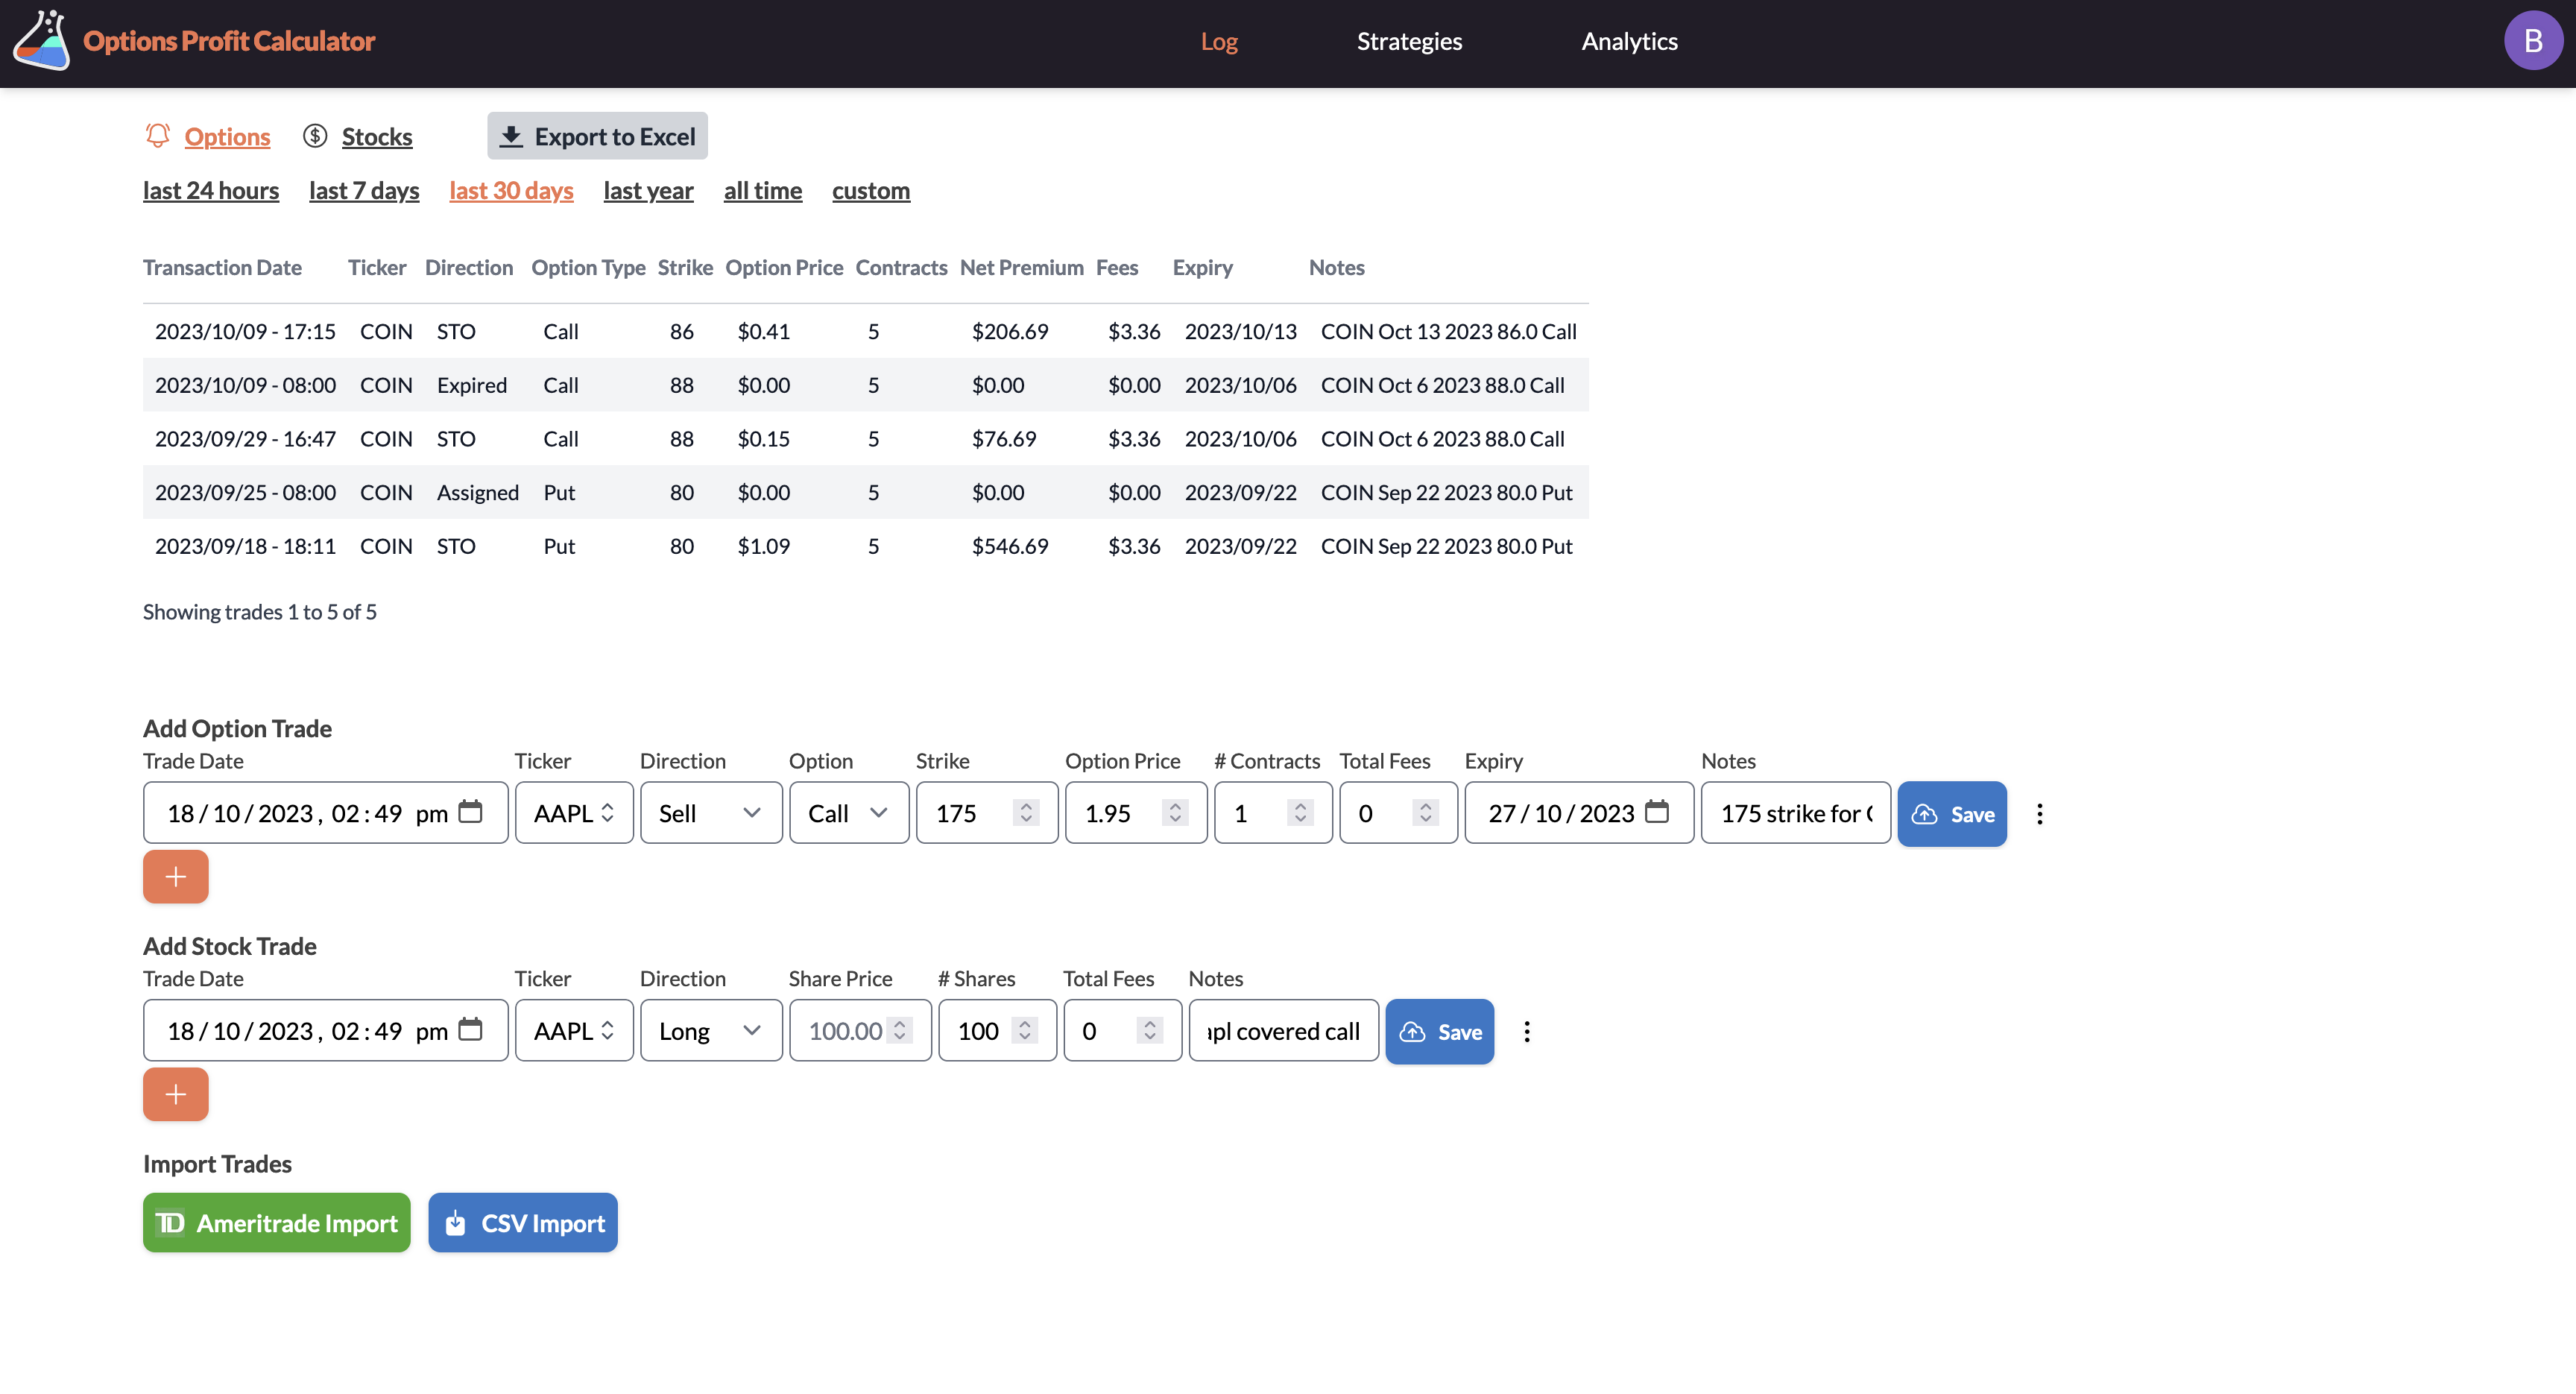 Options Profit Calculator Log Strategies Analytics B
Options Stocks Export to Excel
last 24 hours last 7 days last 30 days last year all time custom
Transaction Date Ticker Direction Option Type Strike Option Price Contracts Net Premium Fees Expiry Notes
2023/10/09 - 17:15 COIN STO Call 86 $0.41 5 $206.69 $3.36 2023/10/13 COIN Oct 13 2023 86.0 Call
2023/10/09 - 08:00 COIN Expired Call 88 $0.00 5 $0.00 $0.00 2023/10/06 COIN Oct 6 2023 88.0 Call
2023/09/29 - 16:47 COIN STO Call 88 $0.15 5 $76.69 $3.36 2023/10/06 COIN Oct 6 2023 88.0 Call
2023/09/25 - 08:00 COIN Assigned Put 80 $0.00 5 $0.00 $0.00 2023/09/22 COIN Sep 22 2023 80.0 Put
2023/09/18 - 18:11 COIN STO Put 80 $1.09 5 $546.69 $3.36 2023/09/22 COIN Sep 22 2023 80.0 Put
Showing trades 1 to 5 of 5
Add Option Trade
Trade Date Ticker Direction Option Strike Option Price # Contracts Total Fees Expiry Notes
18/10/2023, 02:49 pm AAPL Sell Call 175 1.95 1 0 27/10/2023 175 strike for Save
+
Add Stock Trade
Trade Date Ticker Direction Share Price # Shares Total Fees Notes
18/10/2023, 02:49 pm AAPL Long 100.00 100 0 covered call Save
+
Import Trades
TD Ameritrade Import CSV Import